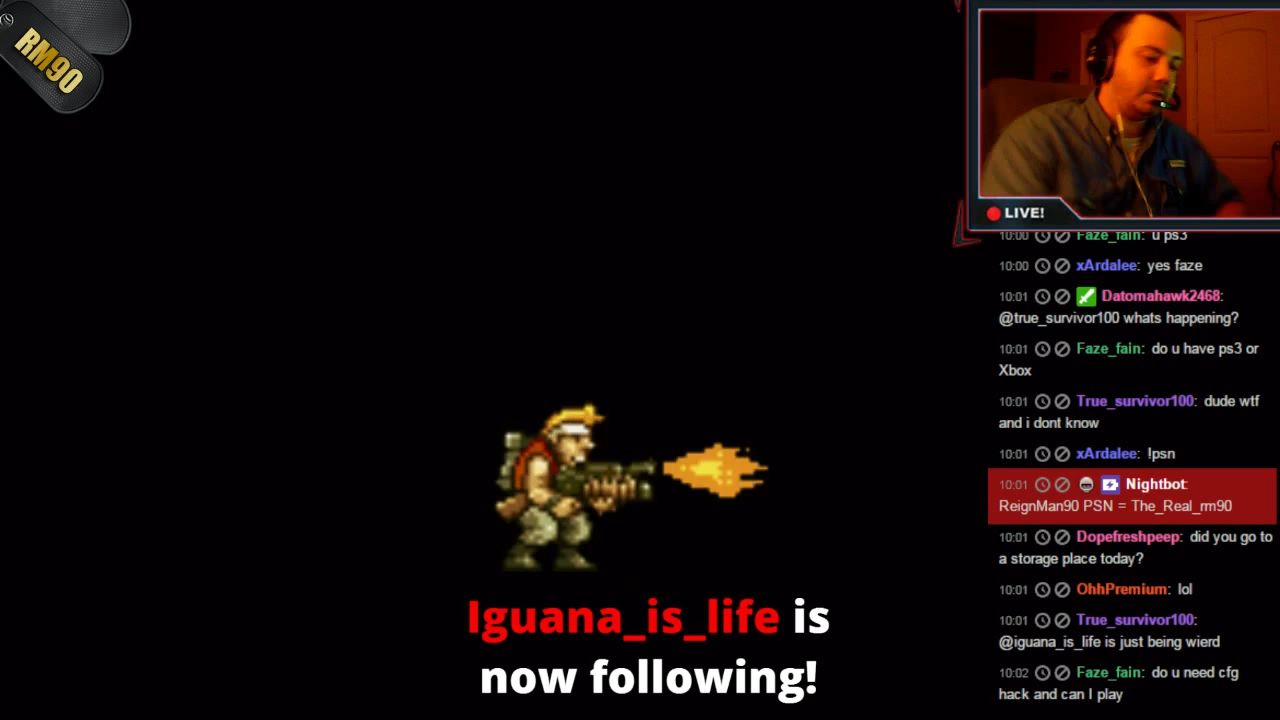 RM90
LIVE!
10:00 Faze_fain: u ps3
10:00 xArdalee: yes faze
10:01 Datomahawk2468:
@true_survivor100 whats happening?
10:01 Faze_fain: do u have ps3 or
Xbox
10:01 True_survivor100: dude wtf
and i dont know
10:01 xArdalee: !psn
10:01 Nightbot:
ReignMan90 PSN = The_Real_rm90
10:01 Dopefreshpeep: did you go to
a storage place today?
10:01 OhhPremium: lol
10:01 True_survivor100:
@iguana_is_life is just being wierd
10:02 Faze_fain: do u need cfg
hack and can I play
Iguana_is_life is
now following!